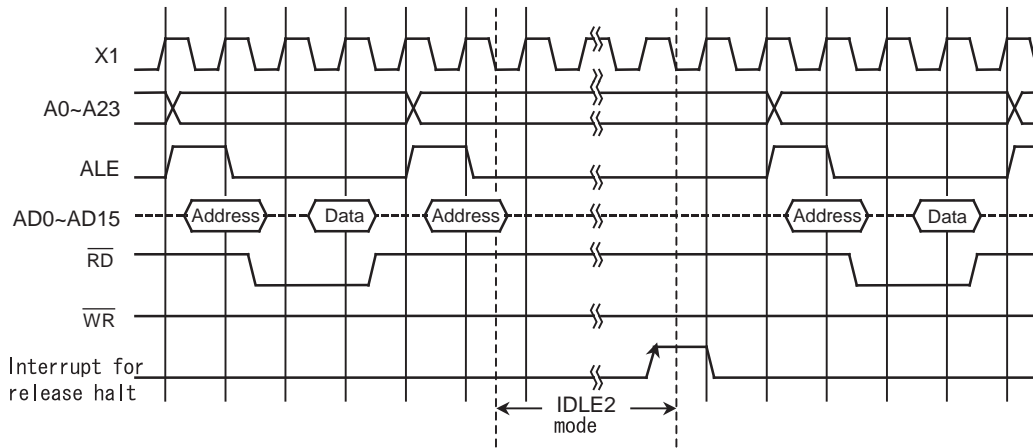 X1
A0~A23
ALE
AD0~AD15
Address
Data
Address
Address
Data
RD
WR
Interrupt for
release halt
IDLE2
mode